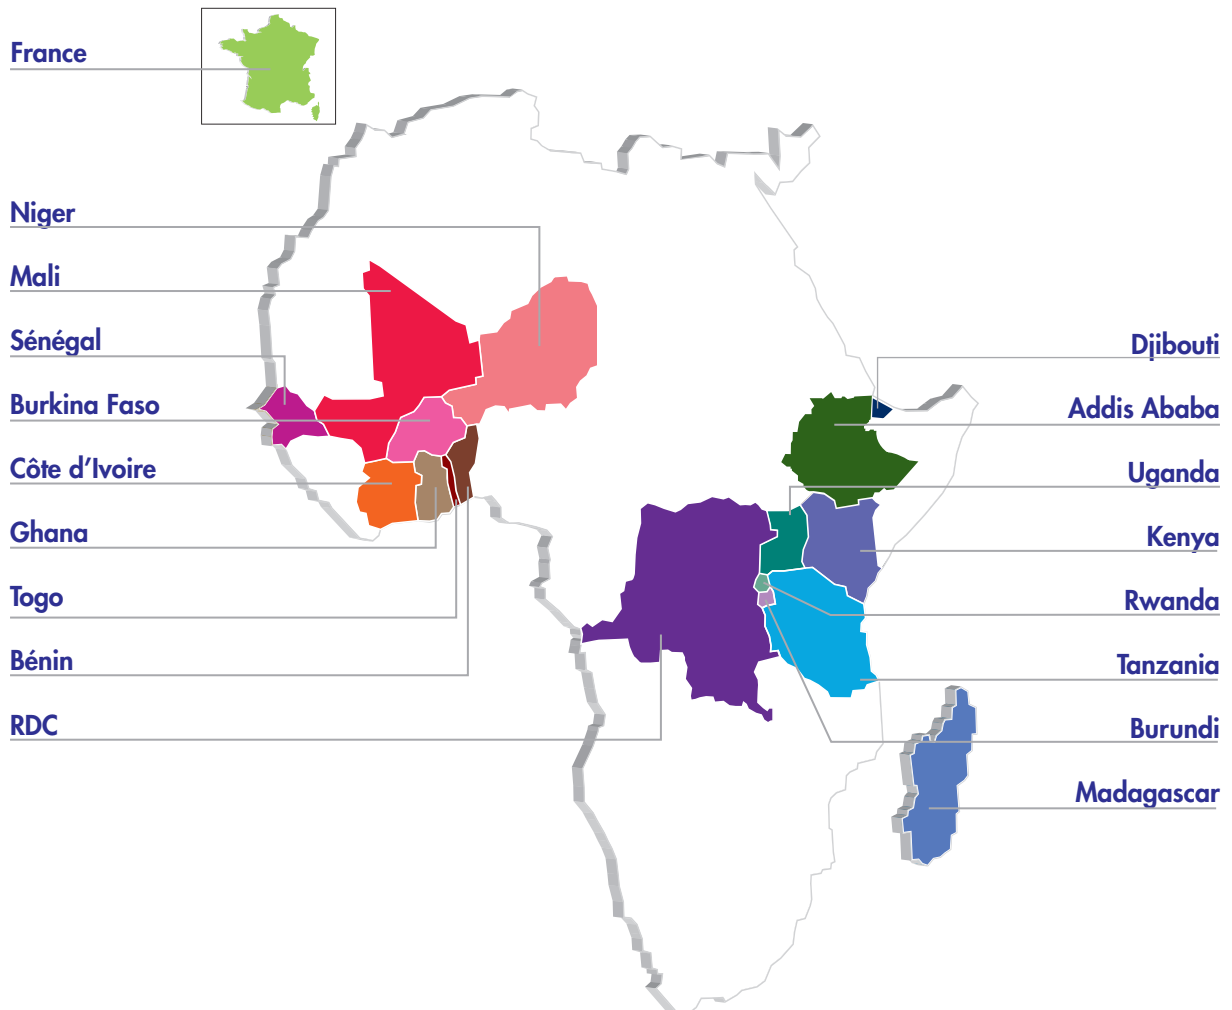 France
Niger
Mali
Sénégal
Burkina Faso
Côte d’Ivoire
Ghana
Togo
Bénin
RDC
Djibouti
Addis Ababa
Uganda
Kenya
Rwanda
Tanzania
Burundi
Madagascar